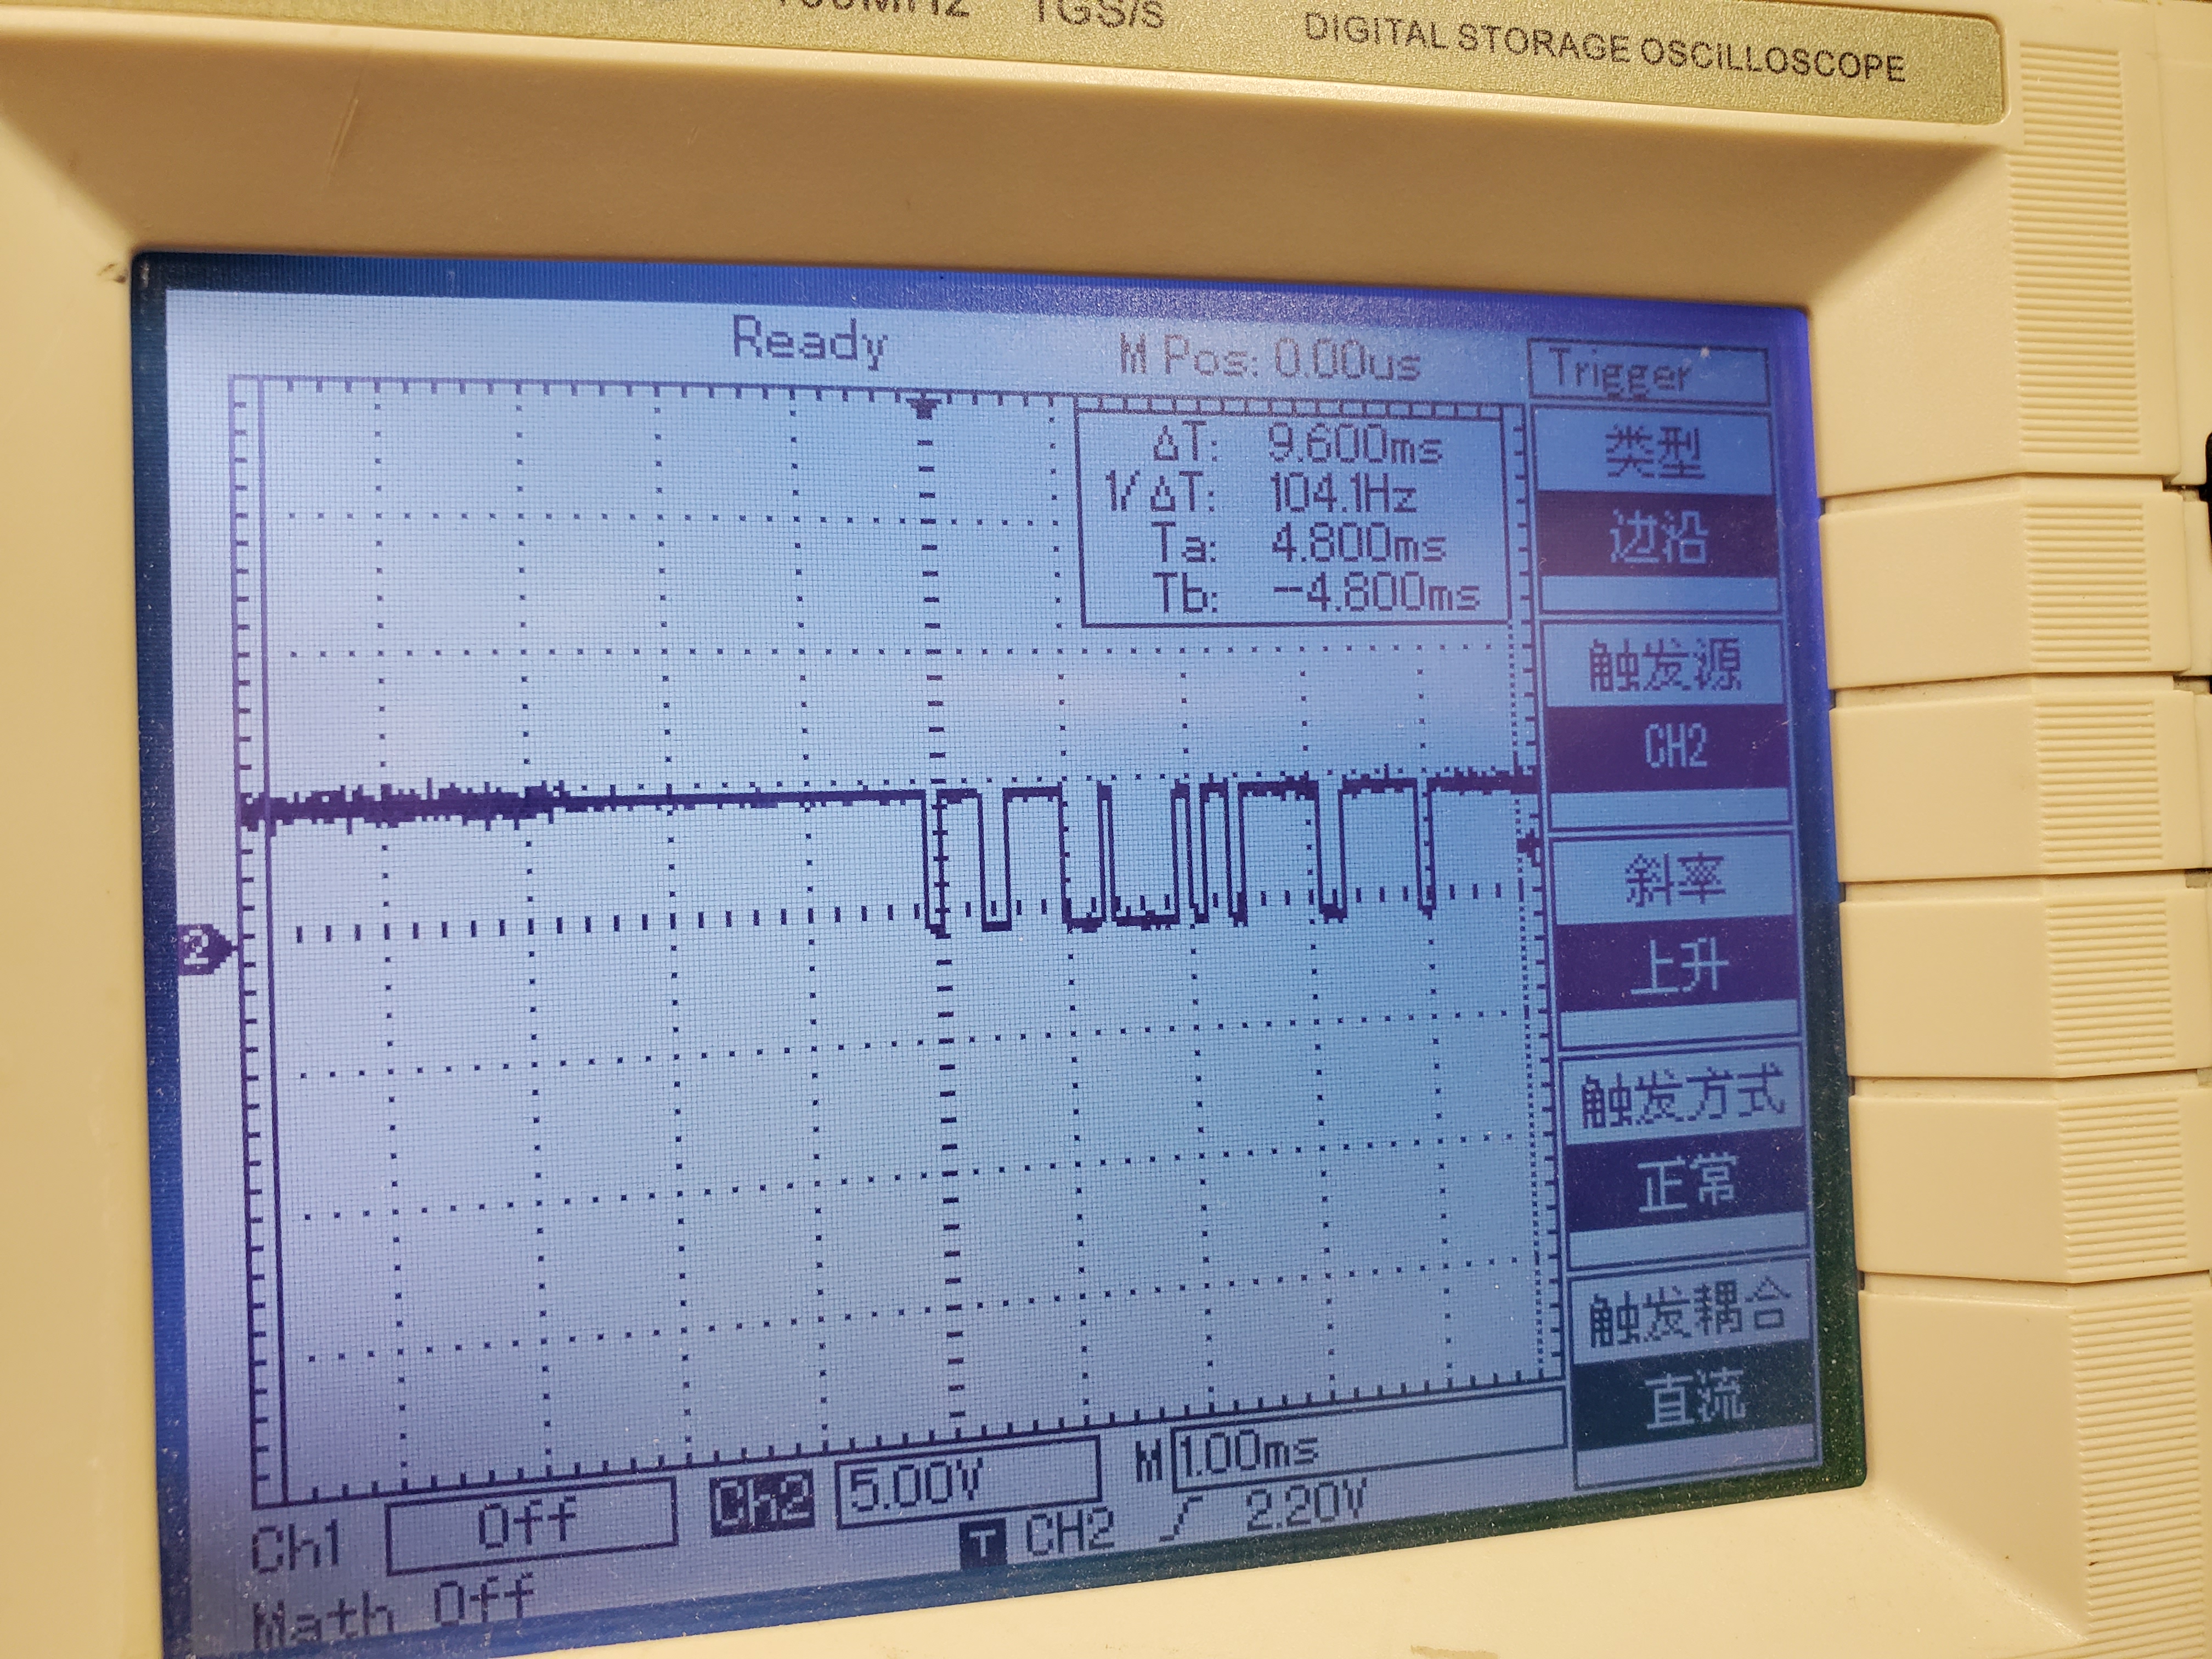 1GS/s
DIGITAL STORAGE OSCILLOSCOPE
Ready
M Pos: 0.00us
Trigger
ΔT: 9.600ms
1/ΔT: 104.1Hz
Ta: 4.800ms
Tb: -4.800ms
类型
边沿
触发源
CH2
斜率
上升
触发方式
正常
触发耦合
直流
2
Ch1 Off
Ch2 5.00V
M 1.00ms
T CH2 2.20V
Math Off